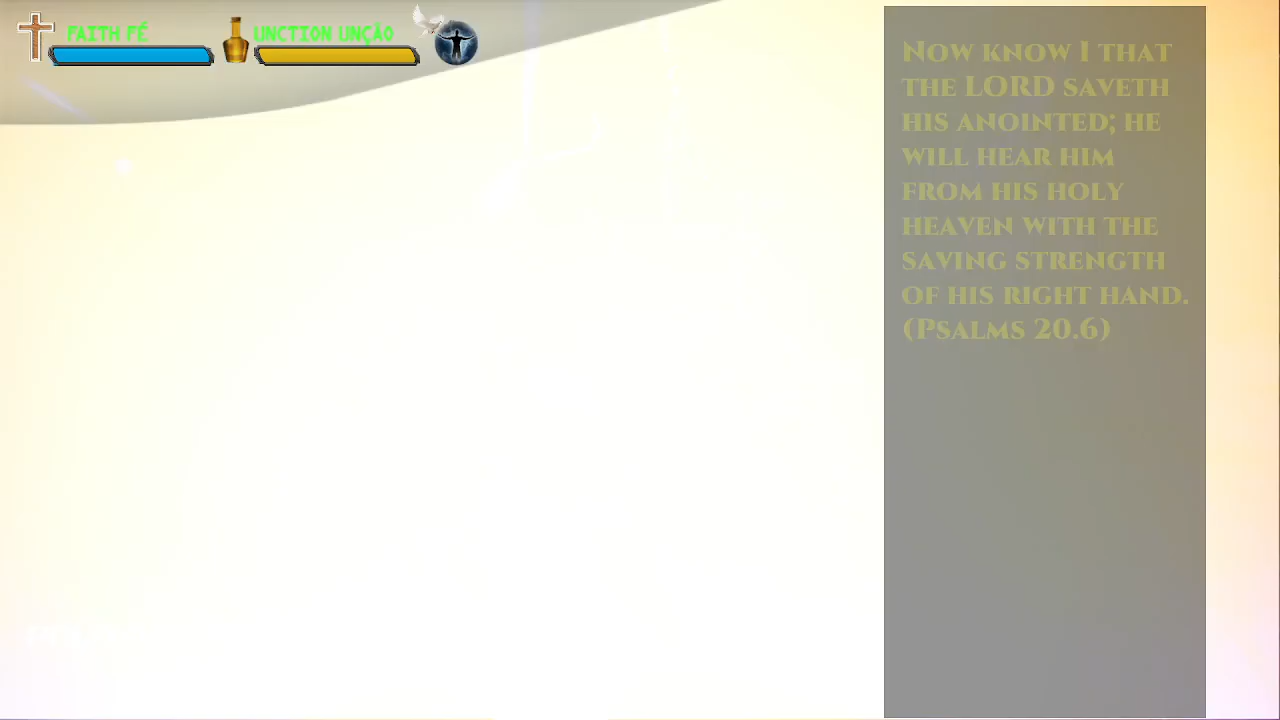 FAITH FÉ
UNCTION UNÇÃO
Now know I that
the LORD saveth
his anointed; he
will hear him
from his holy
heaven with the
saving strength
of his right hand.
(Psalms 20.6)